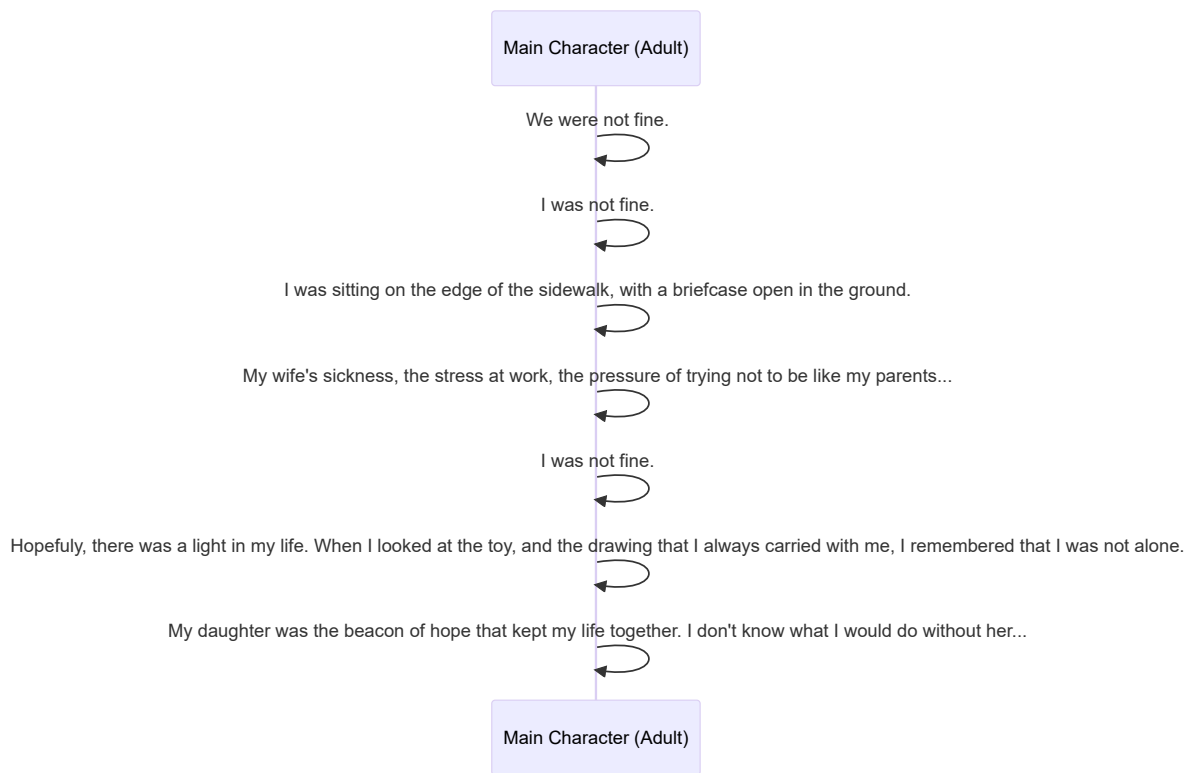 Main Character (Adult)
We were not fine.
I was not fine.
I was sitting on the edge of the sidewalk, with a briefcase open in the ground.
My wife's sickness, the stress at work, the pressure of trying not to be like my parents...
I was not fine.
Hopefuly, there was a light in my life. When I looked at the toy, and the drawing that I always carried with me, I remembered that I was not alone.
My daughter was the beacon of hope that kept my life together. I don't know what I would do without her...
Main Character (Adult)